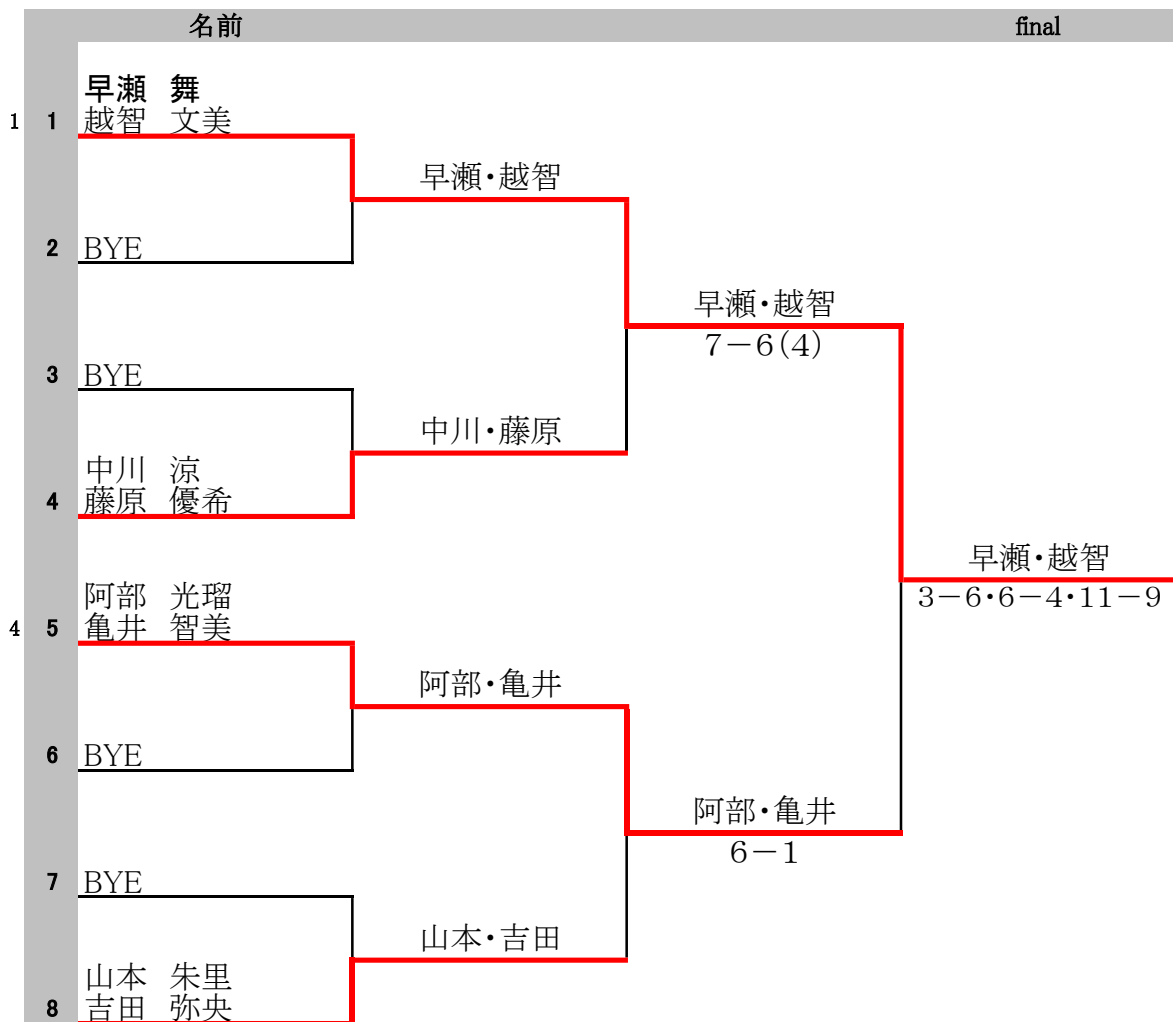 名前 final
早瀬 舞
1 1 越智 文美
早瀬・越智
2 BYE
早瀬・越智
7－6(4)
3 BYE
中川・藤原
中川 涼
4 藤原 優希
早瀬・越智
3－6・6－4・11－9
阿部 光瑠
4 5 亀井 智美
阿部・亀井
6 BYE
阿部・亀井
6－1
7 BYE
山本・吉田
山本 朱里
8 吉田 弥央